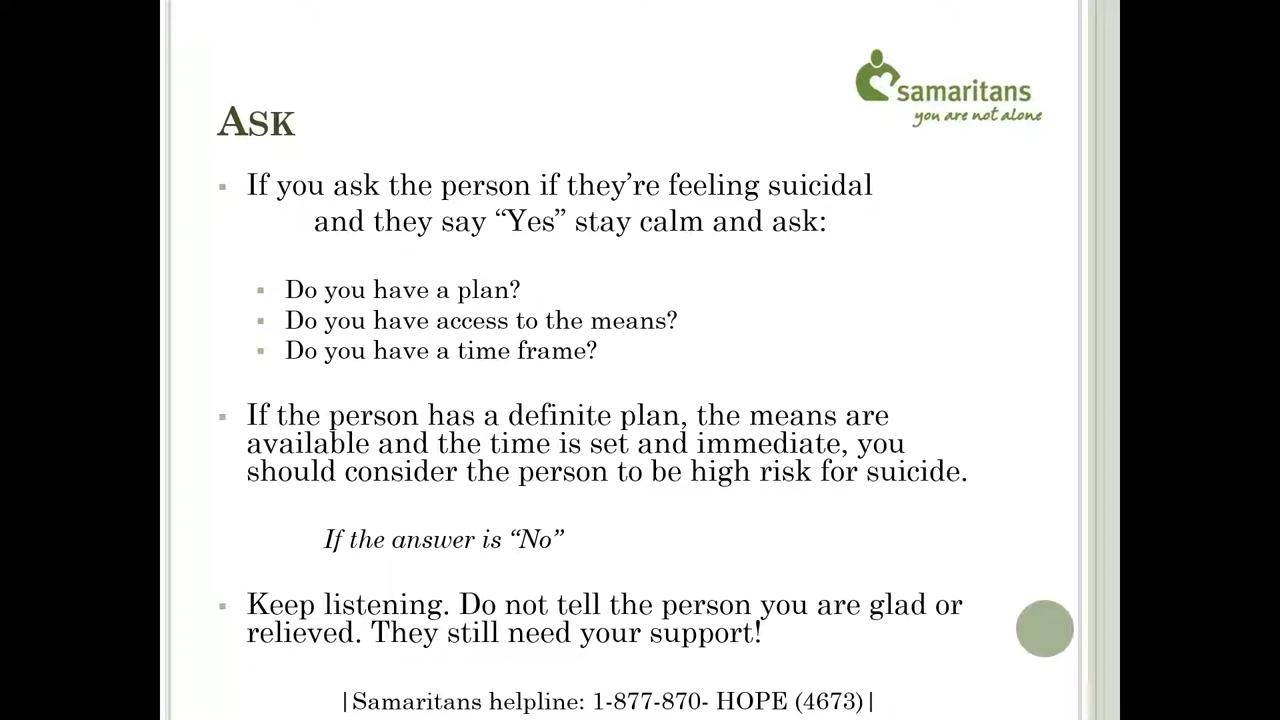 samaritans
you are not alone
ASK
If you ask the person if they’re feeling suicidal
and they say “Yes” stay calm and ask:
Do you have a plan?
Do you have access to the means?
Do you have a time frame?
If the person has a definite plan, the means are
available and the time is set and immediate, you
should consider the person to be high risk for suicide.
If the answer is “No”
Keep listening. Do not tell the person you are glad or
relieved. They still need your support!
|Samaritans helpline: 1-877-870- HOPE (4673)|